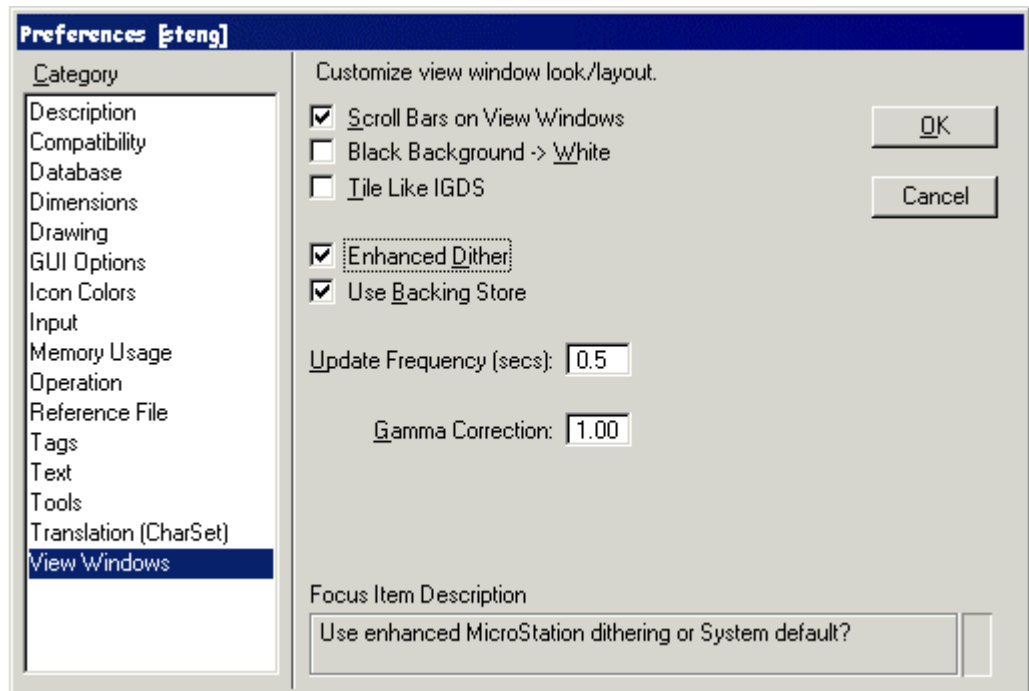 Preferences [steng]
Category
Description
Compatibility
Database
Dimensions
Drawing
GUI Options
Icon Colors
Input
Memory Usage
Operation
Reference File
Tags
Text
Tools
Translation (CharSet)
View Windows
Customize view window look/layout.
Scroll Bars on View Windows
Black Background -> White
Tile Like IGDS
Enhanced Dither
Use Backing Store
Update Frequency (secs): 0.5
Gamma Correction: 1.00
OK
Cancel
Focus Item Description
Use enhanced MicroStation dithering or System default?